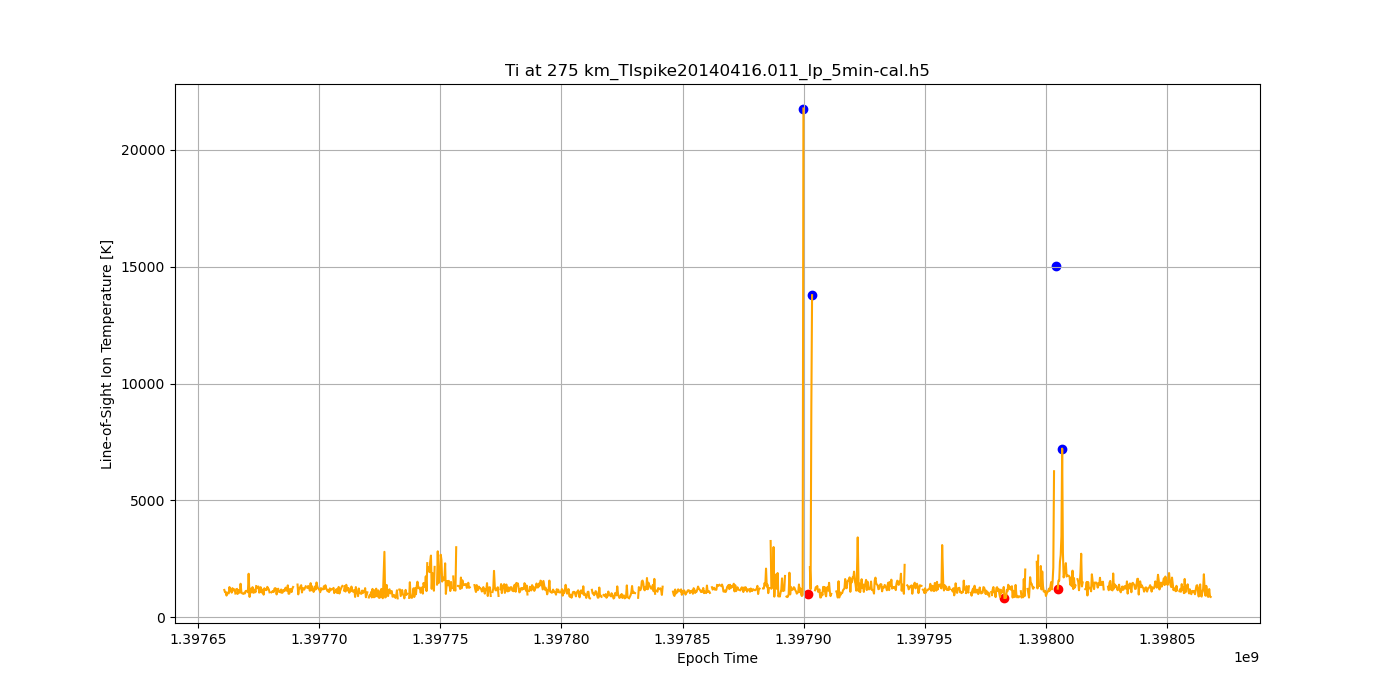 Ti at 275 km_TIspike20140416.011_lp_5min-cal.h5
Line-of-Sight Ion Temperature [K]
20000
15000
10000
5000
0
1.39765 1.39770 1.39775 1.39780 1.39785 1.39790 1.39795 1.39800 1.39805
Epoch Time
1e9